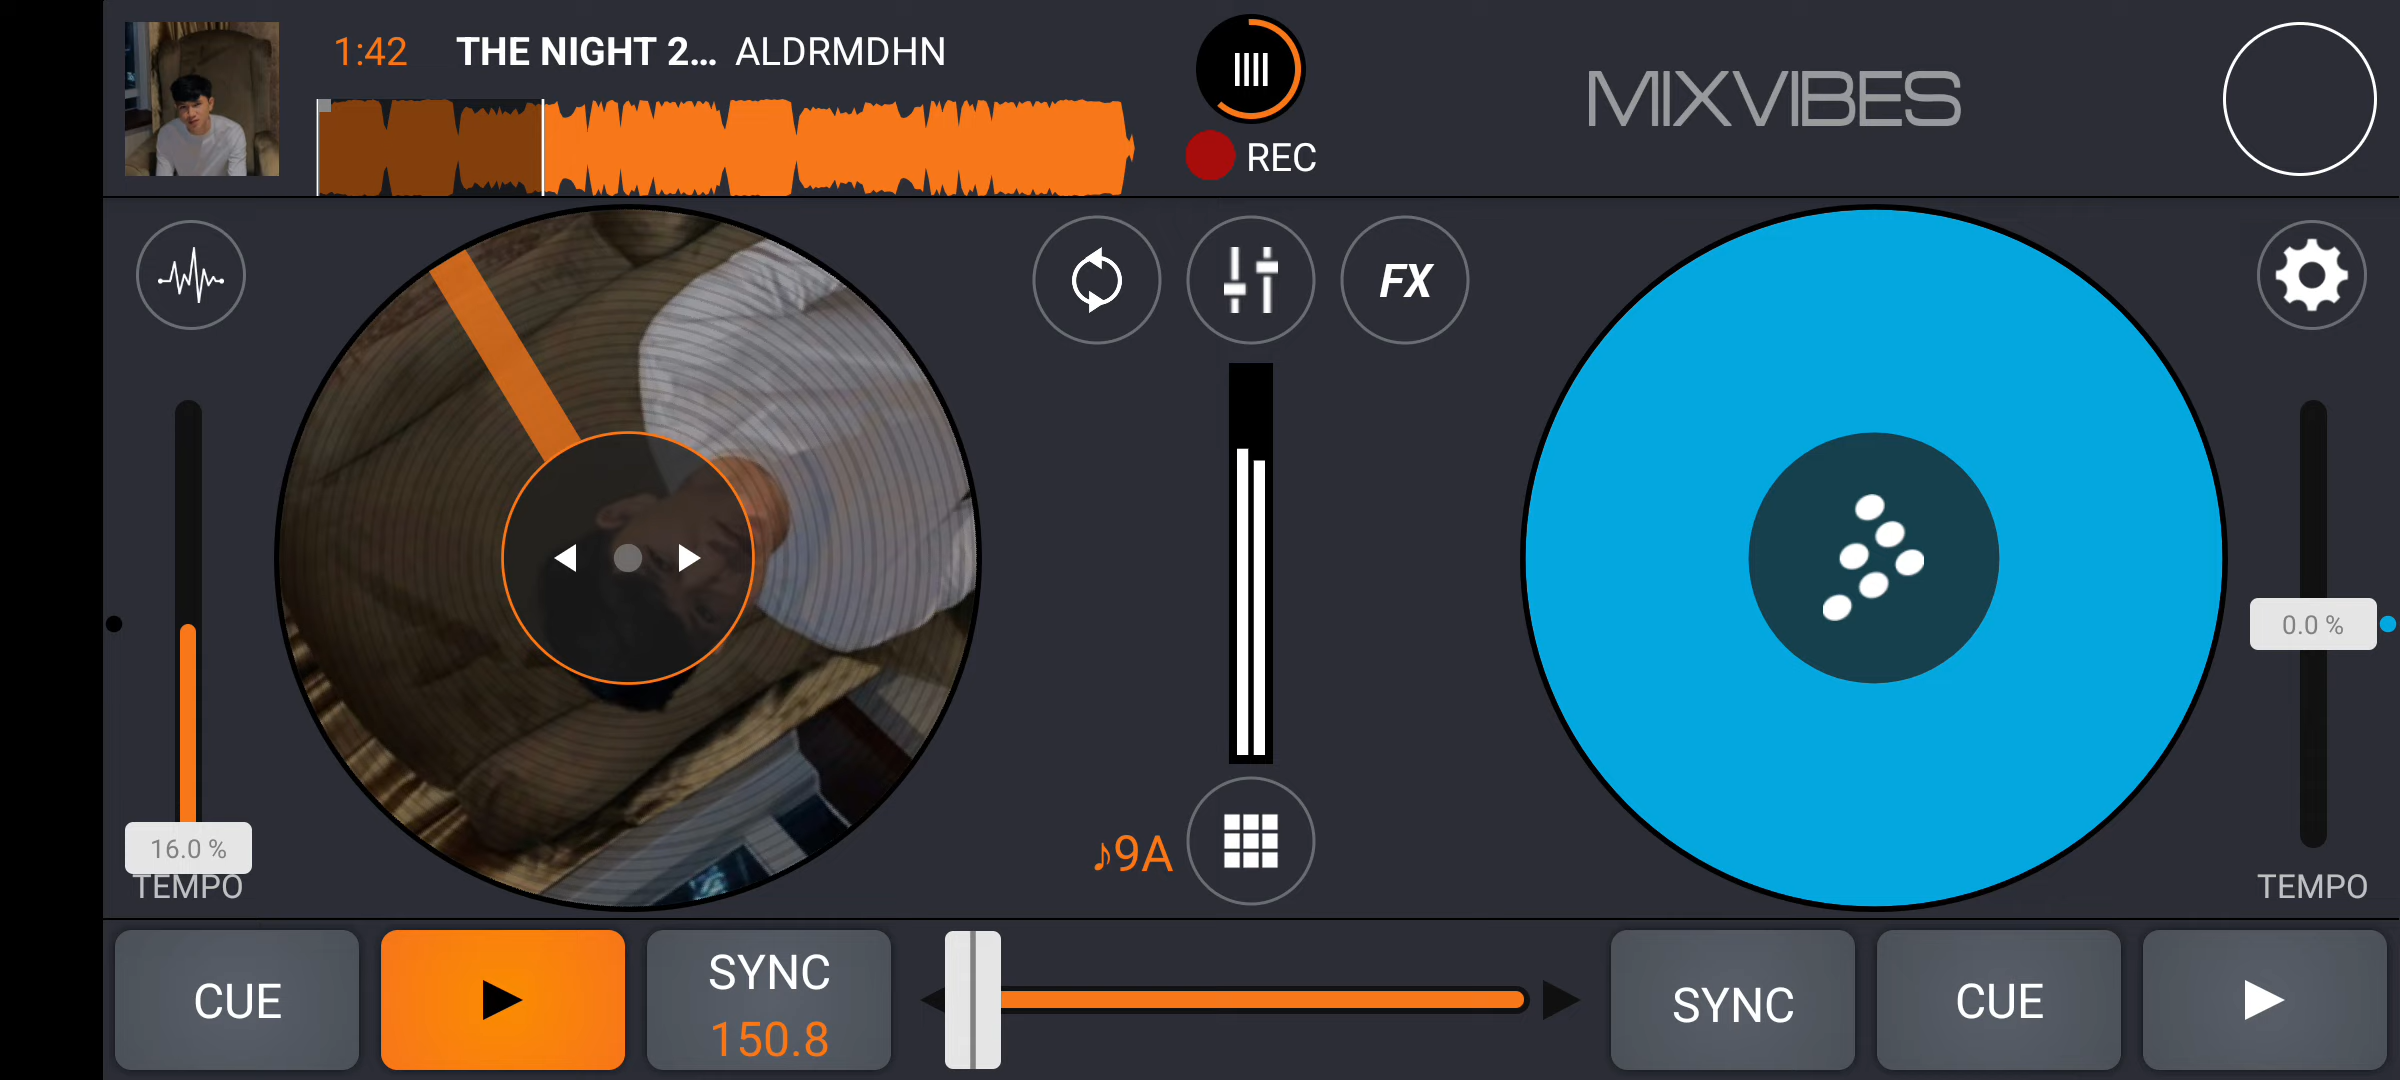 1:42 THE NIGHT 2... ALDRMDHN
REC
MIXVIBES
FX
16.0 %
TEMPO
♪9A
0.0 %
TEMPO
CUE
SYNC
150.8
SYNC
CUE